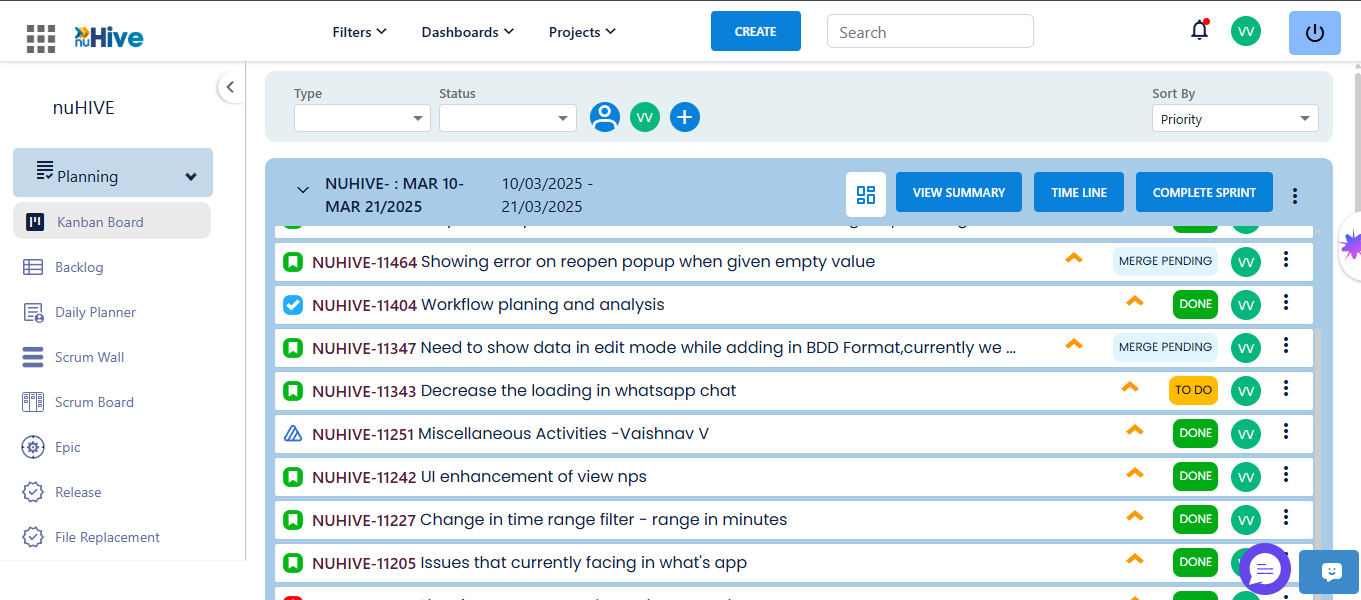 nuHive
Filters
Dashboards
Projects
CREATE
Search
VV
nuHIVE
Planning
Kanban Board
Backlog
Daily Planner
Scrum Wall
Scrum Board
Epic
Release
File Replacement
Type
Status
VV
Sort By
Priority
NUHIVE- : MAR 10-
MAR 21/2025
10/03/2025 -
21/03/2025
VIEW SUMMARY
TIME LINE
COMPLETE SPRINT
NUHIVE-11464 Showing error on reopen popup when given empty value MERGE PENDING VV
NUHIVE-11404 Workflow planing and analysis DONE VV
NUHIVE-11347 Need to show data in edit mode while adding in BDD Format,currently we ... MERGE PENDING VV
NUHIVE-11343 Decrease the loading in whatsapp chat TO DO VV
NUHIVE-11251 Miscellaneous Activities -Vaishnav V DONE VV
NUHIVE-11242 UI enhancement of view nps DONE VV
NUHIVE-11227 Change in time range filter - range in minutes DONE VV
NUHIVE-11205 Issues that currently facing in what's app DONE